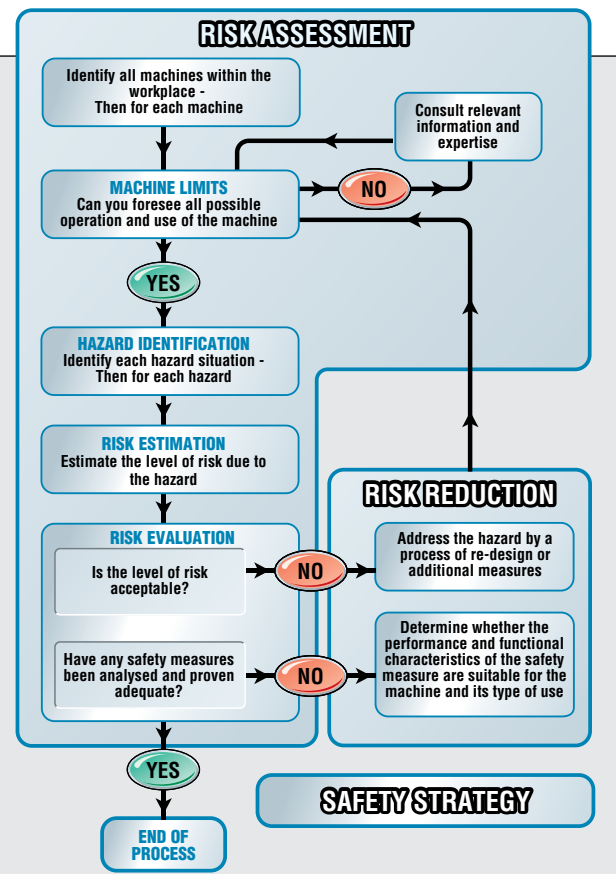 RISK ASSESSMENT
Identify all machines within the
workplace -
Then for each machine
Consult relevant
information and
expertise
MACHINE LIMITS
Can you foresee all possible
operation and use of the machine
NO
YES
HAZARD IDENTIFICATION
Identify each hazard situation -
Then for each hazard
RISK ESTIMATION
Estimate the level of risk due to
the hazard
RISK EVALUATION
Is the level of risk
acceptable?
NO
RISK REDUCTION
Address the hazard by a
process of re-design or
additional measures
Have any safety measures
been analysed and proven
adequate?
NO
Determine whether the
performance and functional
characteristics of the safety
measure are suitable for the
machine and its type of use
YES
END OF
PROCESS
SAFETY STRATEGY